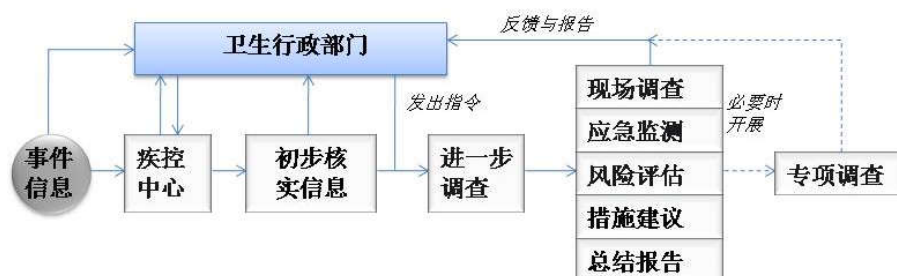 反馈与报告
卫生行政部门
发出指令
现场调查
必要时
开展
应急监测
事件
信息
疾控
中心
初步核
实信息
进一步
调查
风险评估
专项调查
措施建议
总结报告